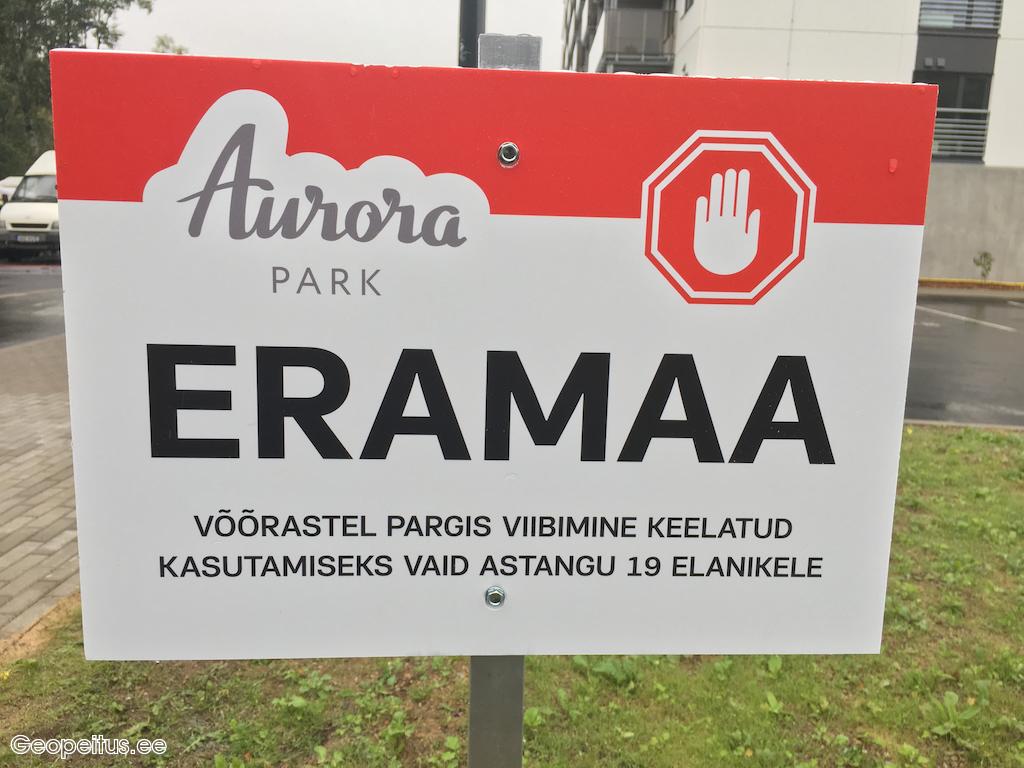 Aurora
PARK
ERAMAA
VÕÕRASTEL PARGIS VIIBIMINE KEELATUD
KASUTAMISEKS VAID ASTANGU 19 ELANIKELE
Geopeitus.ee